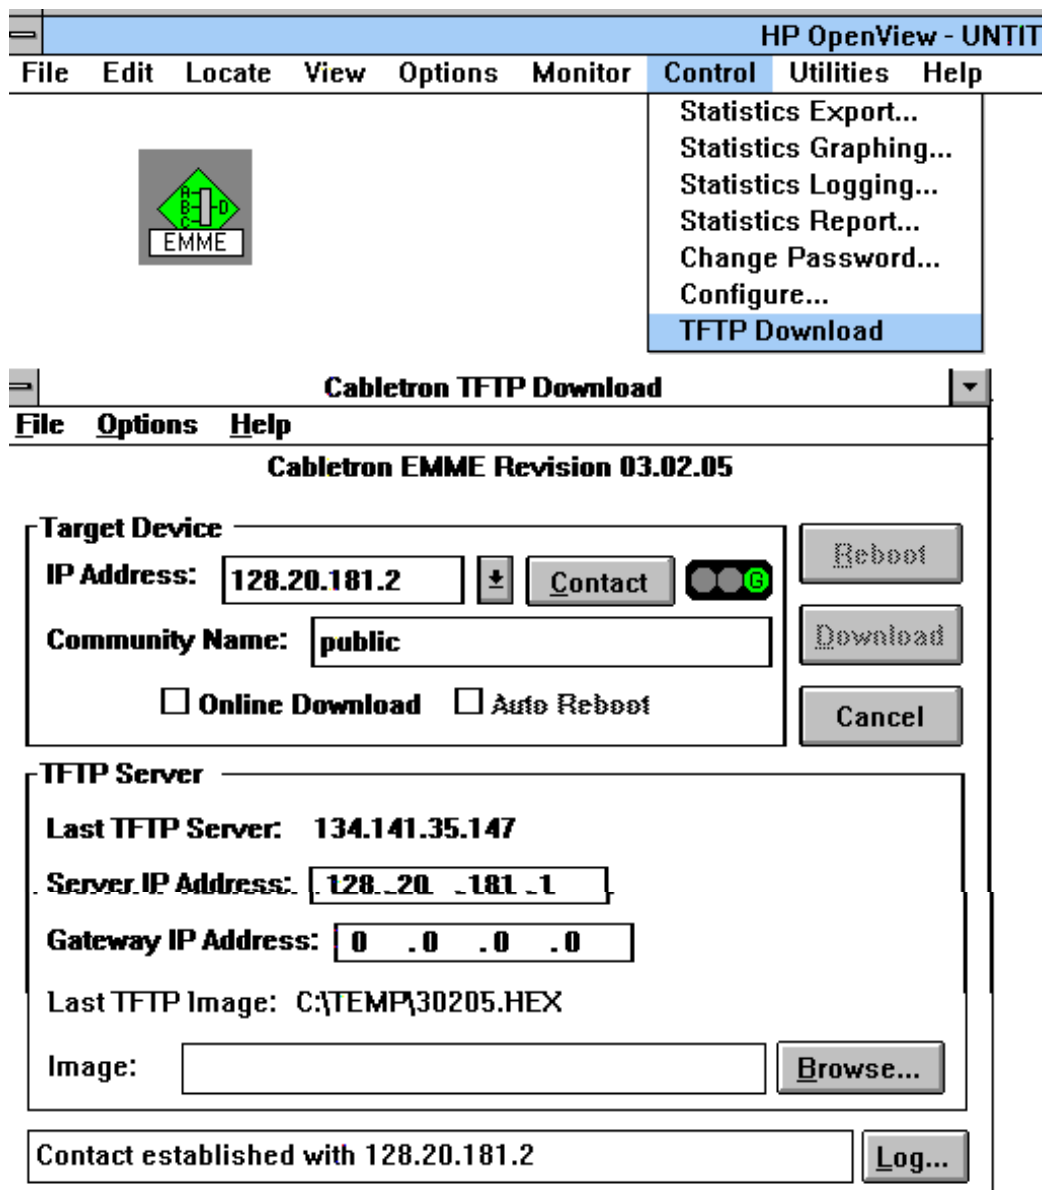 HP OpenView - UNTIT
File Edit Locate View Options Monitor Control Utilities Help
Statistics Export...
Statistics Graphing...
Statistics Logging...
Statistics Report...
Change Password...
Configure...
TFTP Download
A
B D
C
EMME
Cabletron TFTP Download
File Options Help
Cabletron EMME Revision 03.02.05
Target Device
IP Address: 128.20.181.2 Contact G
Community Name: public
Online Download Auto Reboot
Reboot
Download
Cancel
TFTP Server
Last TFTP Server: 134.141.35.147
Server IP Address: 128 .20 .181 .1
Gateway IP Address: 0 .0 .0 .0
Last TFTP Image: C:\TEMP\30205.HEX
Image: Browse...
Contact established with 128.20.181.2 Log...